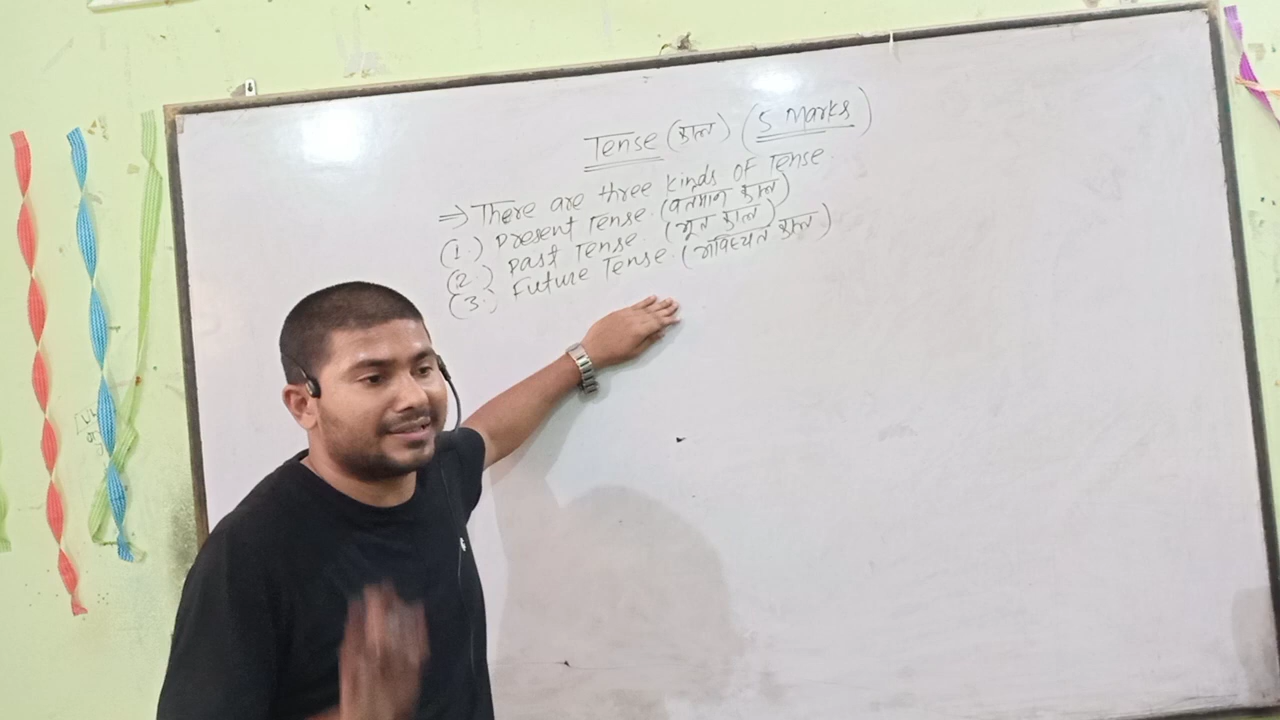 Tense (काल) (5 Marks)
⇒ There are three kinds of Tense.
(1.) Present Tense. (वर्तमान काल)
(2.) Past Tense. (भूत काल)
(3.) Future Tense. (भविष्यत काल)